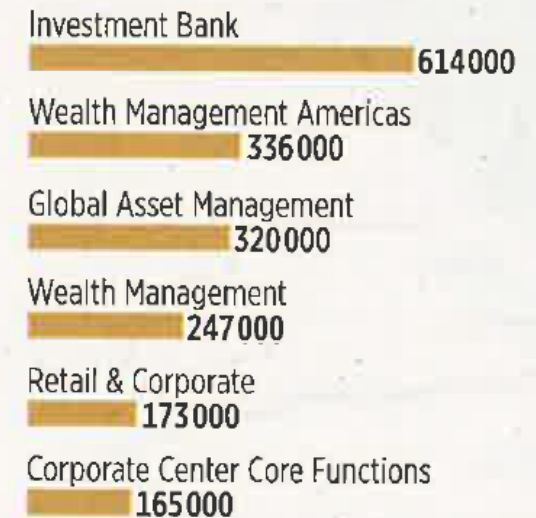 Investment Bank
614000
Wealth Management Americas
336000
Global Asset Management
320000
Wealth Management
247000
Retail & Corporate
173000
Corporate Center Core Functions
165000